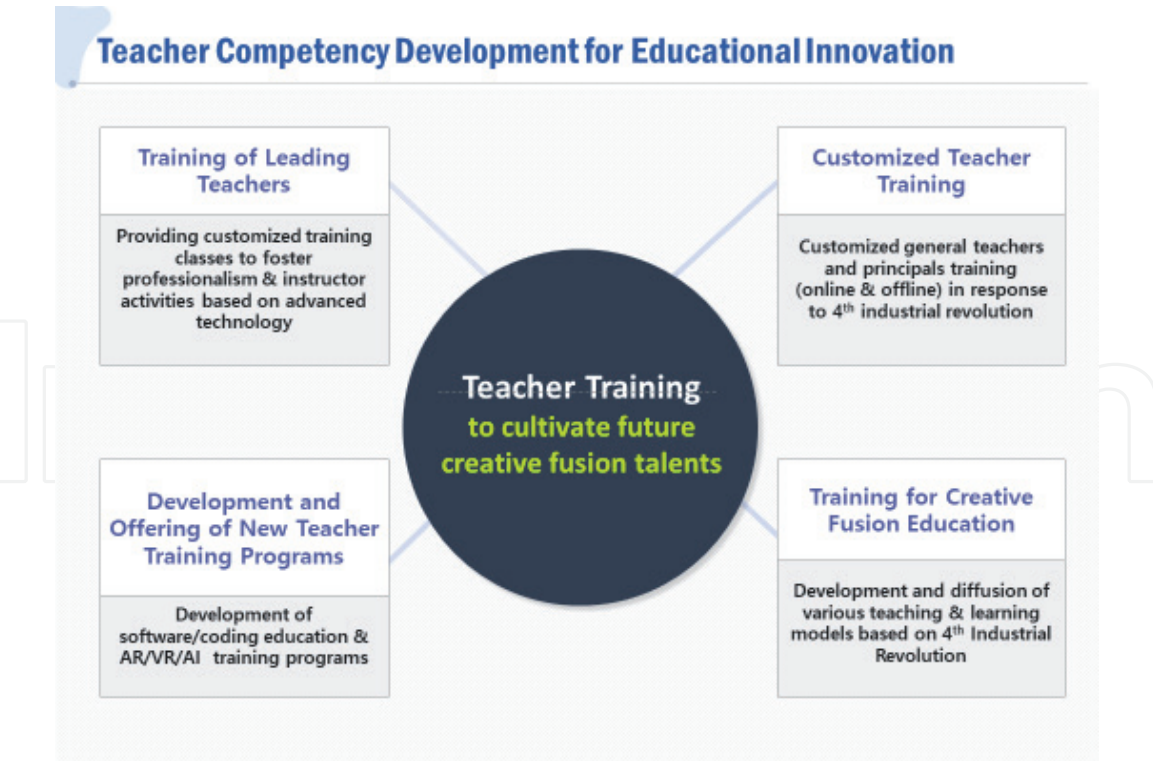 Teacher Competency Development for Educational Innovation
Training of Leading
Teachers
Providing customized training
classes to foster
professionalism & instructor
activities based on advanced
technology
Customized Teacher
Training
Customized general teachers
and principals training
(online & offline) in response
to 4th industrial revolution
Teacher Training
to cultivate future
creative fusion talents
Development and
Offering of New Teacher
Training Programs
Development of
software/coding education &
AR/VR/AI training programs
Training for Creative
Fusion Education
Development and diffusion of
various teaching & learning
models based on 4th Industrial
Revolution